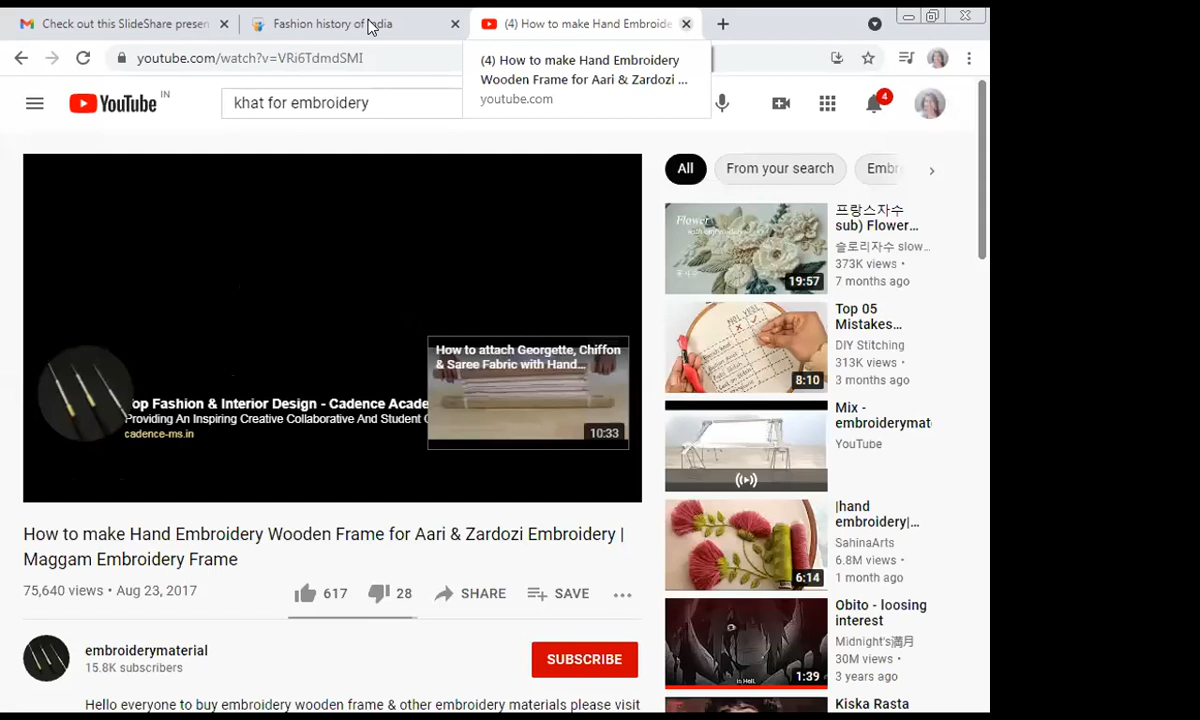 Check out this SlideShare presen
Fashion history of India
(4) How to make Hand Embroide
youtube.com/watch?v=VRi6TdmdSMI
(4) How to make Hand Embroidery
Wooden Frame for Aari & Zardozi ...
youtube.com
YouTube IN
khat for embroidery
4
All
From your search
Embr
How to attach Georgette, Chiffon
& Saree Fabric with Hand...
10:33
op Fashion & Interior Design - Cadence Acade
Providing An Inspiring Creative Collaborative And Student C
cadence-ms.in
How to make Hand Embroidery Wooden Frame for Aari & Zardozi Embroidery |
Maggam Embroidery Frame
75,640 views • Aug 23, 2017
617
28
SHARE
SAVE
embroiderymaterial
15.8K subscribers
SUBSCRIBE
Hello everyone to buy embroidery wooden frame & other embroidery materials please visit
Flower
19:57
프랑스자수
sub) Flower...
슬로리자수 slow...
373K views •
7 months ago
8:10
Top 05
Mistakes...
DIY Stitching
313K views •
3 months ago
Mix -
embroiderymat
YouTube
6:14
|hand
embroidery|...
SahinaArts
6.8M views •
1 month ago
in Hell.
1:39
Obito - loosing
interest
Midnight's満月
30M views •
3 years ago
Kiska Rasta